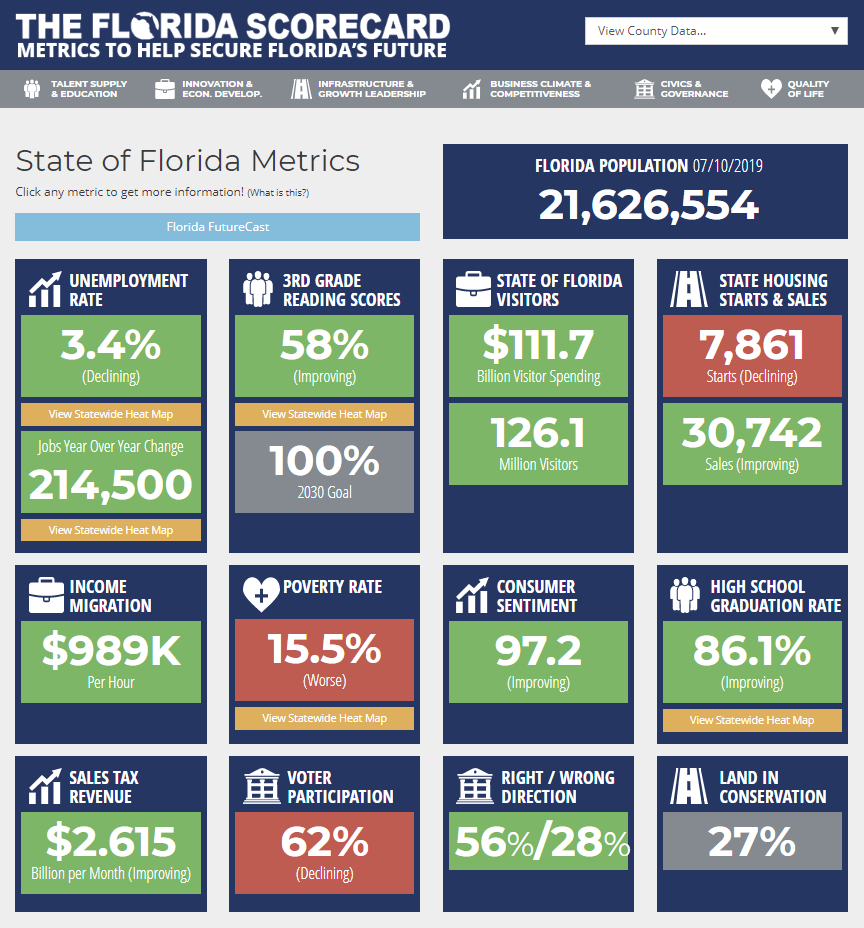 THE FLORIDA SCORECARD
METRICS TO HELP SECURE FLORIDA'S FUTURE
View County Data...
TALENT SUPPLY
& EDUCATION
INNOVATION &
ECON. DEVELOP.
INFRASTRUCTURE &
GROWTH LEADERSHIP
BUSINESS CLIMATE &
COMPETITIVENESS
CIVICS &
GOVERNANCE
QUALITY
OF LIFE
State of Florida Metrics
Click any metric to get more information! (What is this?)
Florida FutureCast
FLORIDA POPULATION 07/10/2019
21,626,554
UNEMPLOYMENT
RATE
3.4%
(Declining)
View Statewide Heat Map
Jobs Year Over Year Change
214,500
View Statewide Heat Map
3RD GRADE
READING SCORES
58%
(Improving)
View Statewide Heat Map
100%
2030 Goal
STATE OF FLORIDA
VISITORS
$111.7
Billion Visitor Spending
126.1
Million Visitors
STATE HOUSING
STARTS & SALES
7,861
Starts (Declining)
30,742
Sales (Improving)
INCOME
MIGRATION
$989K
Per Hour
POVERTY RATE
15.5%
(Worse)
View Statewide Heat Map
CONSUMER
SENTIMENT
97.2
(Improving)
HIGH SCHOOL
GRADUATION RATE
86.1%
(Improving)
View Statewide Heat Map
SALES TAX
REVENUE
$2.615
Billion per Month (Improving)
VOTER
PARTICIPATION
62%
(Declining)
RIGHT / WRONG
DIRECTION
56%/28%
LAND IN
CONSERVATION
27%